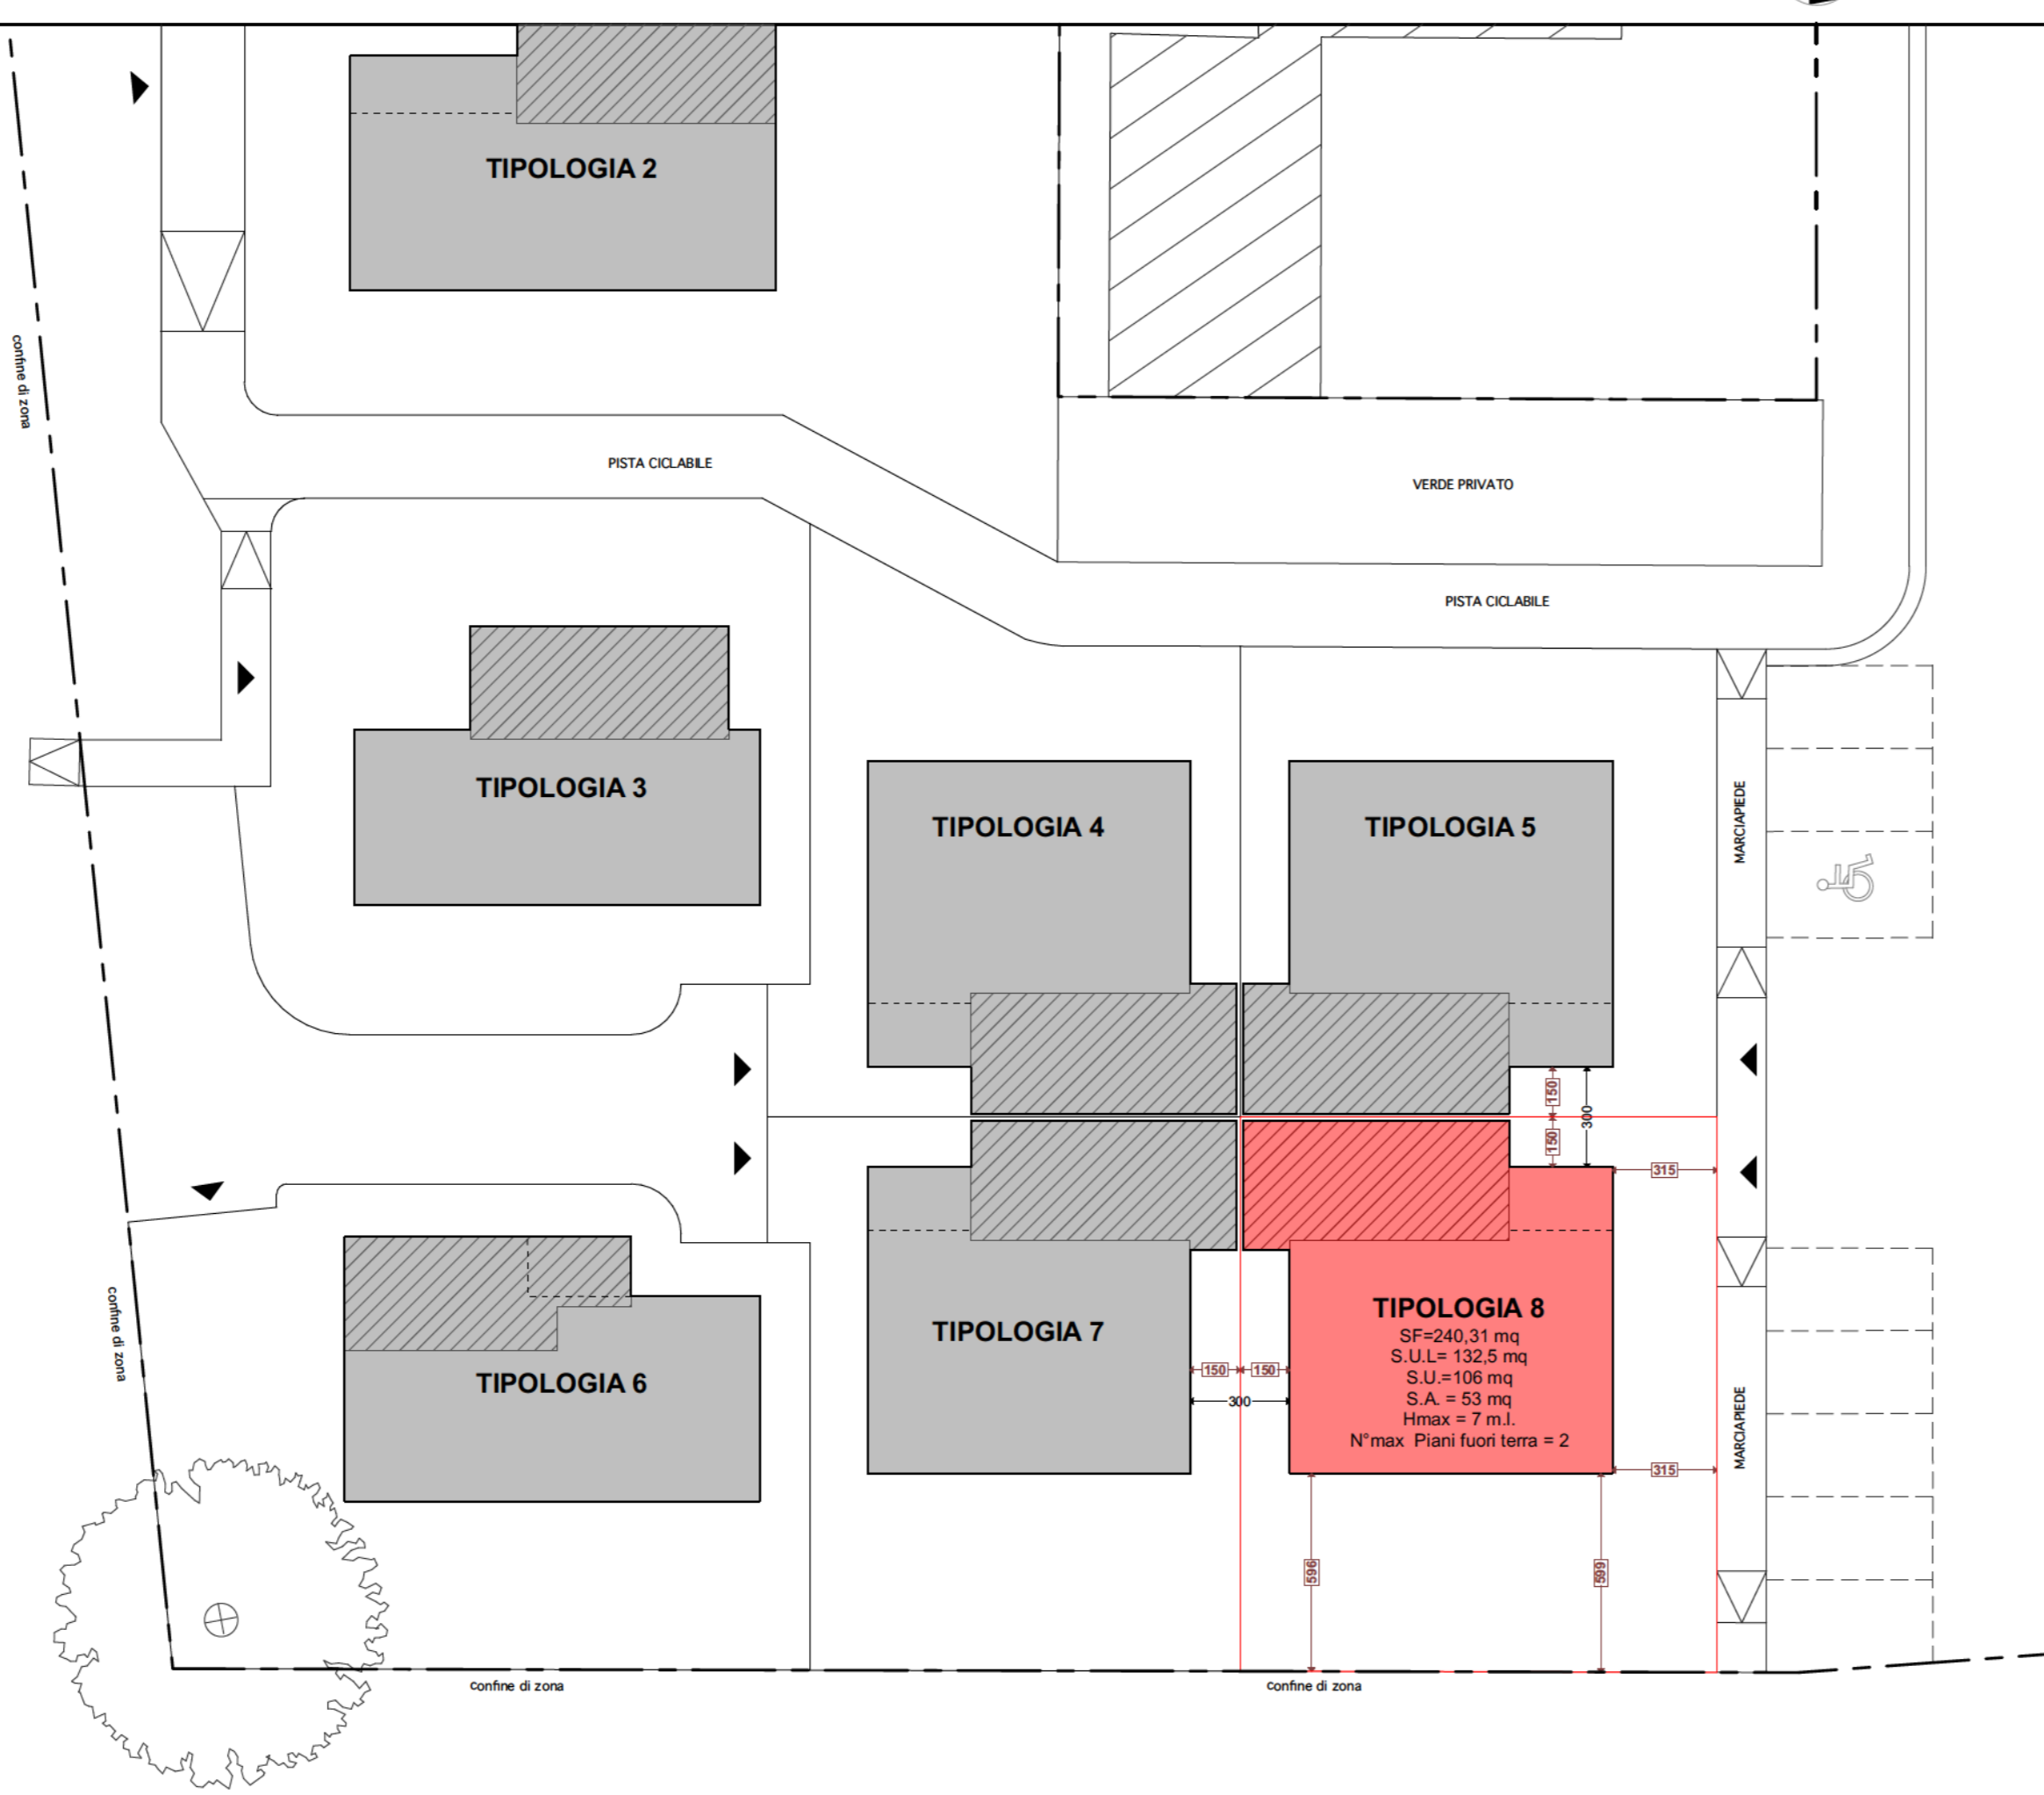 TIPOLOGIA 2
confine di zona
PISTA CICLABILE
VERDE PRIVATO
PISTA CICLABILE
TIPOLOGIA 3
TIPOLOGIA 4
TIPOLOGIA 5
MARCIAPIEDE
150
300
150
315
TIPOLOGIA 8
SF=240,31 mq
S.U.L= 132,5 mq
S.U.=106 mq
S.A. = 53 mq
Hmax = 7 m.l.
N°max Piani fuori terra = 2
TIPOLOGIA 7
150
150
300
TIPOLOGIA 6
confine di zona
MARCIAPIEDE
315
596
599
confine di zona
confine di zona